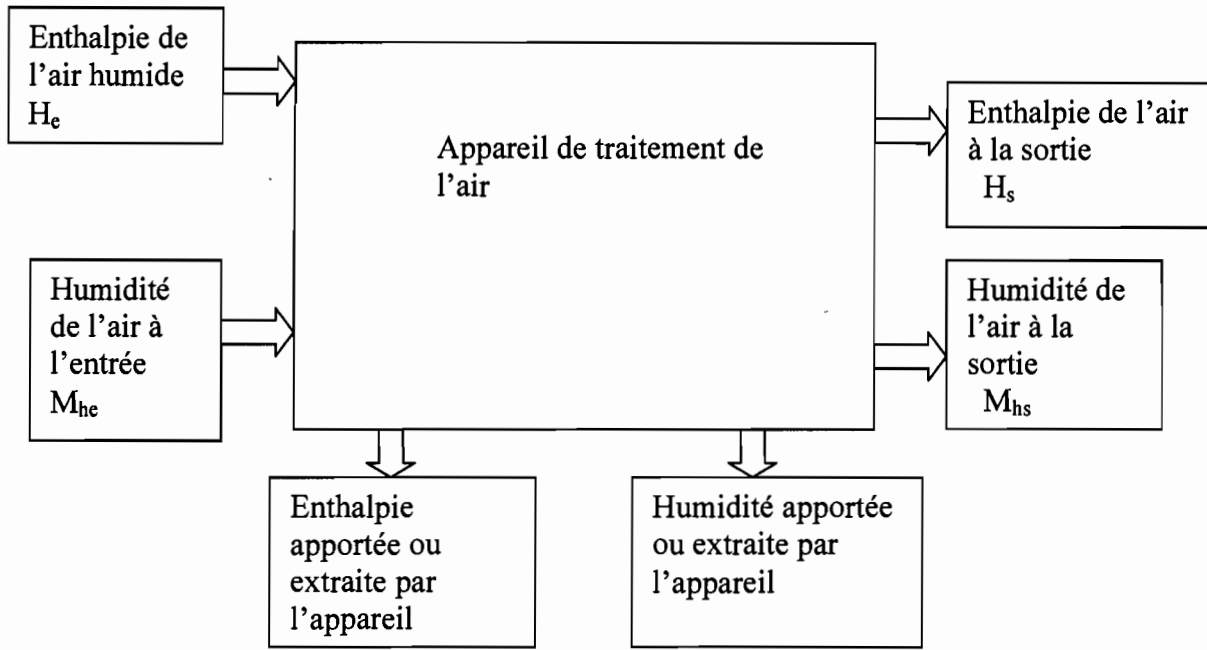 Enthalpie de
l'air humide
He
Appareil de traitement de
l'air
Enthalpie de l'air
à la sortie
Hs
Humidité
de l'air à
l'entrée
Mhe
Humidité de
l'air à la
sortie
Mhs
Enthalpie
apportée ou
extraite par
l'appareil
Humidité apportée
ou extraite par
l'appareil